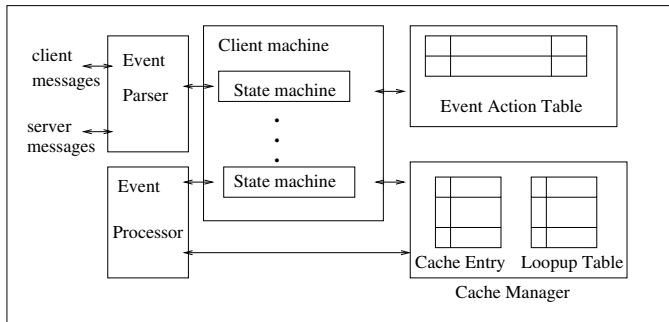 client
messages
server
messages
Event
Parser
Event
Processor
Client machine
State machine
State machine
Event Action Table
Cache Entry
Loopup Table
Cache Manager